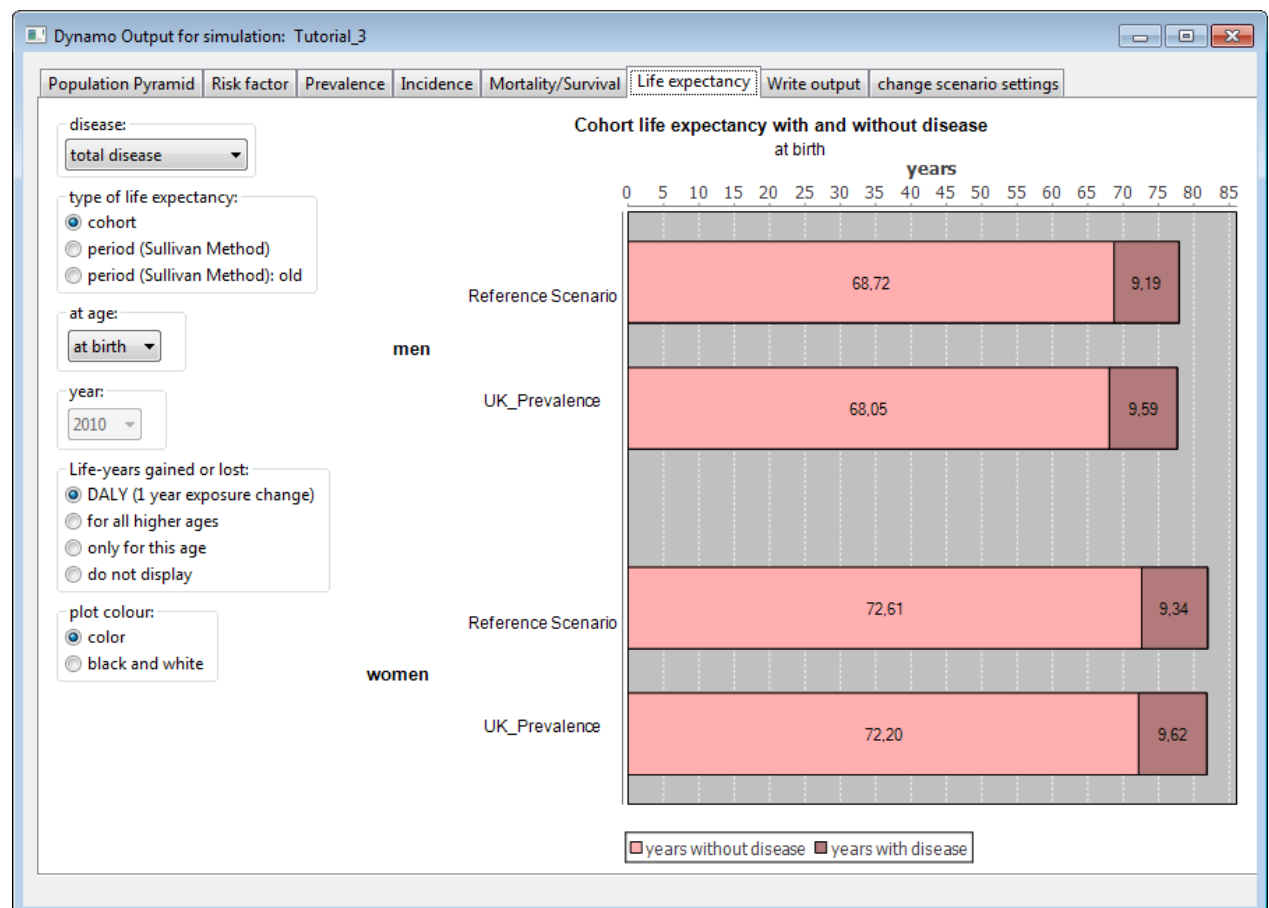 Dynamo Output for simulation: Tutorial_3
Population Pyramid Risk factor Prevalence Incidence Mortality/Survival Life expectancy Write output change scenario settings
disease:
total disease
type of life expectancy:
cohort
period (Sullivan Method)
period (Sullivan Method): old
at age:
at birth
year:
2010
Life-years gained or lost:
DALY (1 year exposure change)
for all higher ages
only for this age
do not display
plot colour:
color
black and white
Cohort life expectancy with and without disease
at birth
years
0 5 10 15 20 25 30 35 40 45 50 55 60 65 70 75 80 85
men
Reference Scenario
68,72 9,19
UK_Prevalence
68,05 9,59
women
Reference Scenario
72,61 9,34
UK_Prevalence
72,20 9,62
years without disease years with disease